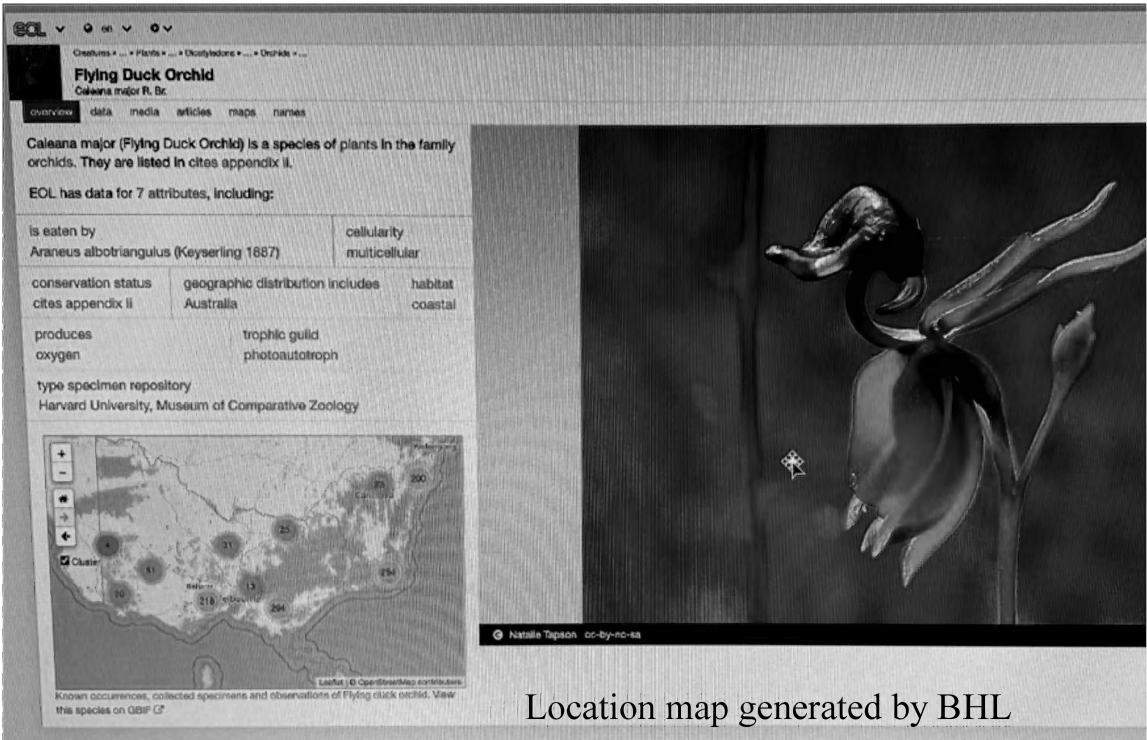 EOL en
Creatures » ... » Plants » ... » Dicotyledons » ... » Orchids » ...
Flying Duck Orchid
Caleana major R. Br.
overview data media articles maps names
Caleana major (Flying Duck Orchid) is a species of plants in the family
orchids. They are listed in cites appendix ii.
EOL has data for 7 attributes, including:
is eaten by cellularity
Araneus albotriangulus (Keyserling 1887) multicellular
conservation status geographic distribution includes habitat
cites appendix ii Australia coastal
produces trophic guild
oxygen photoautotroph
type specimen repository
Harvard University, Museum of Comparative Zoology
+
−
200
25
31
4
Cluster
51
254
13
218
294
Leaflet | © OpenStreetMap contributors
Known occurrences, collected specimens and observations of Flying duck orchid. View
this species on GBIF
© Natalie Tapson cc-by-nc-sa
Location map generated by BHL